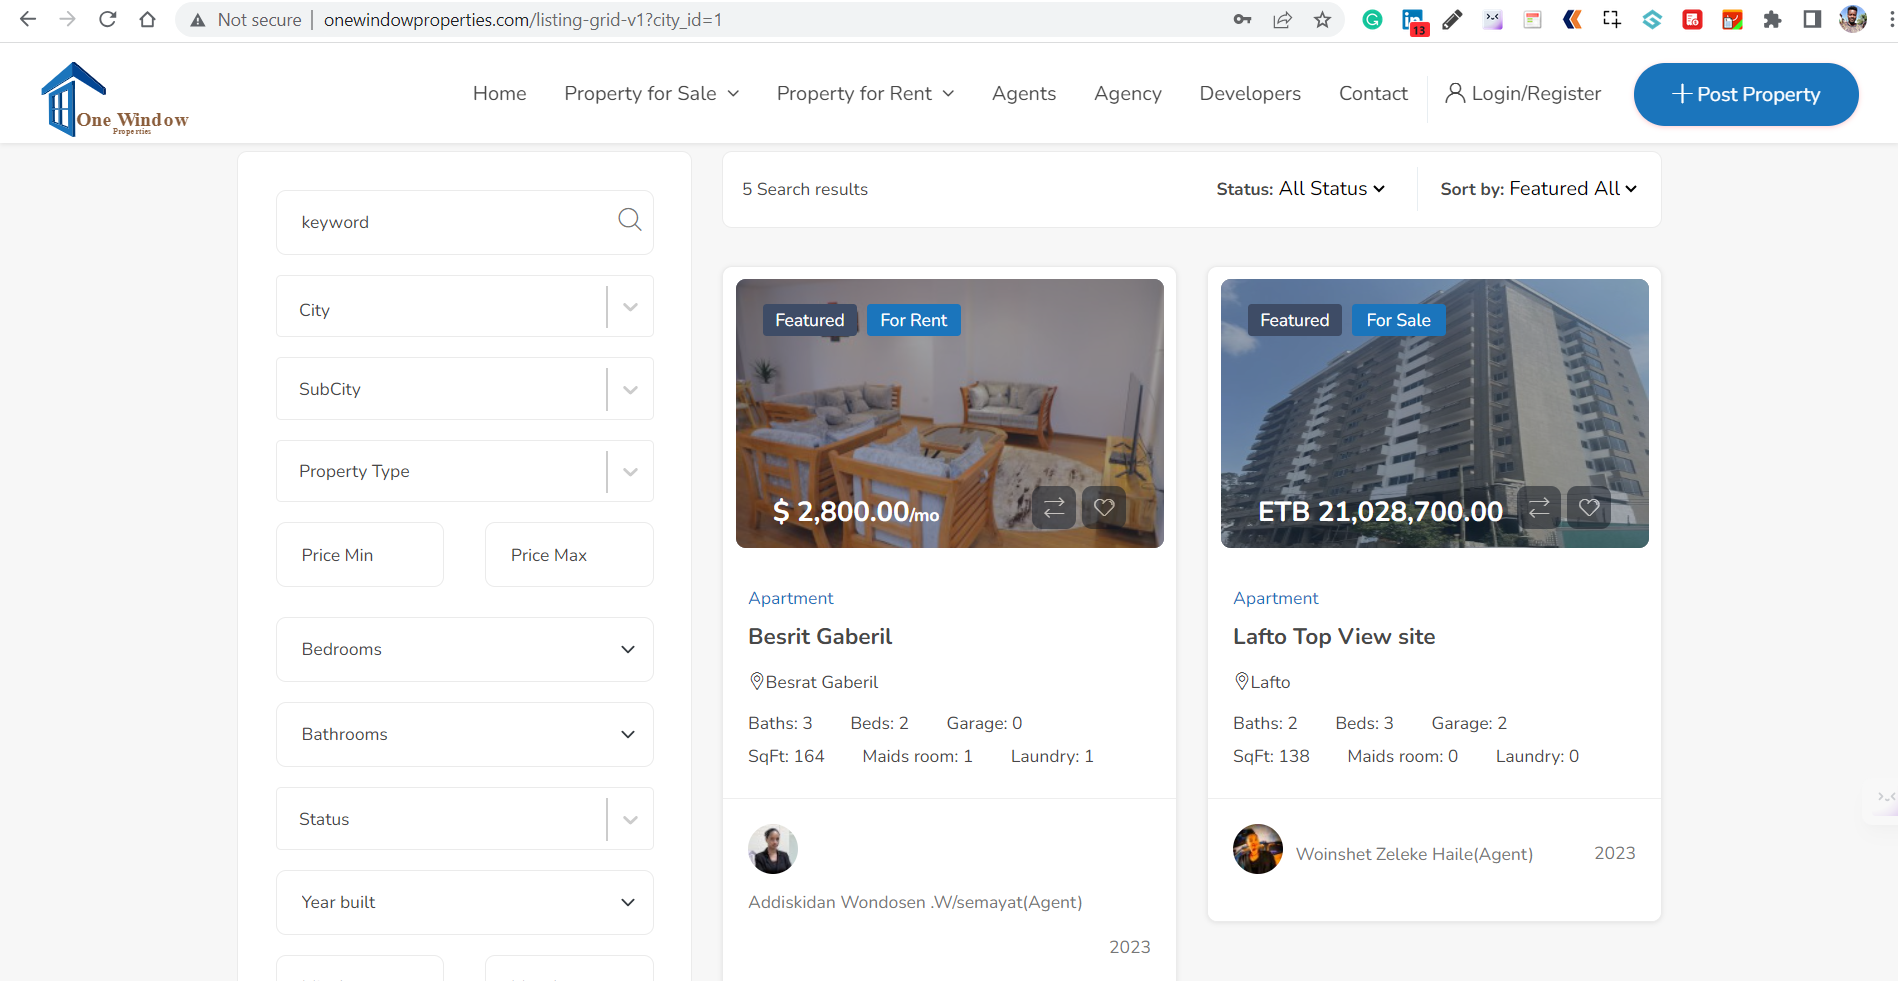 Not secure | onewindowproperties.com/listing-grid-v1?city_id=1
13
One Window
Properties
Home
Property for Sale
Property for Rent
Agents
Agency
Developers
Contact
Login/Register
Post Property
keyword
City
SubCity
Property Type
Price Min
Price Max
Bedrooms
Bathrooms
Status
Year built
5 Search results
Status: All Status
Sort by: Featured All
Featured
For Rent
$ 2,800.00/mo
Apartment
Besrit Gaberil
Besrat Gaberil
Baths: 3 Beds: 2 Garage: 0
SqFt: 164 Maids room: 1 Laundry: 1
Addiskidan Wondosen .W/semayat(Agent)
2023
Featured
For Sale
ETB 21,028,700.00
Apartment
Lafto Top View site
Lafto
Baths: 2 Beds: 3 Garage: 2
SqFt: 138 Maids room: 0 Laundry: 0
Woinshet Zeleke Haile(Agent)
2023